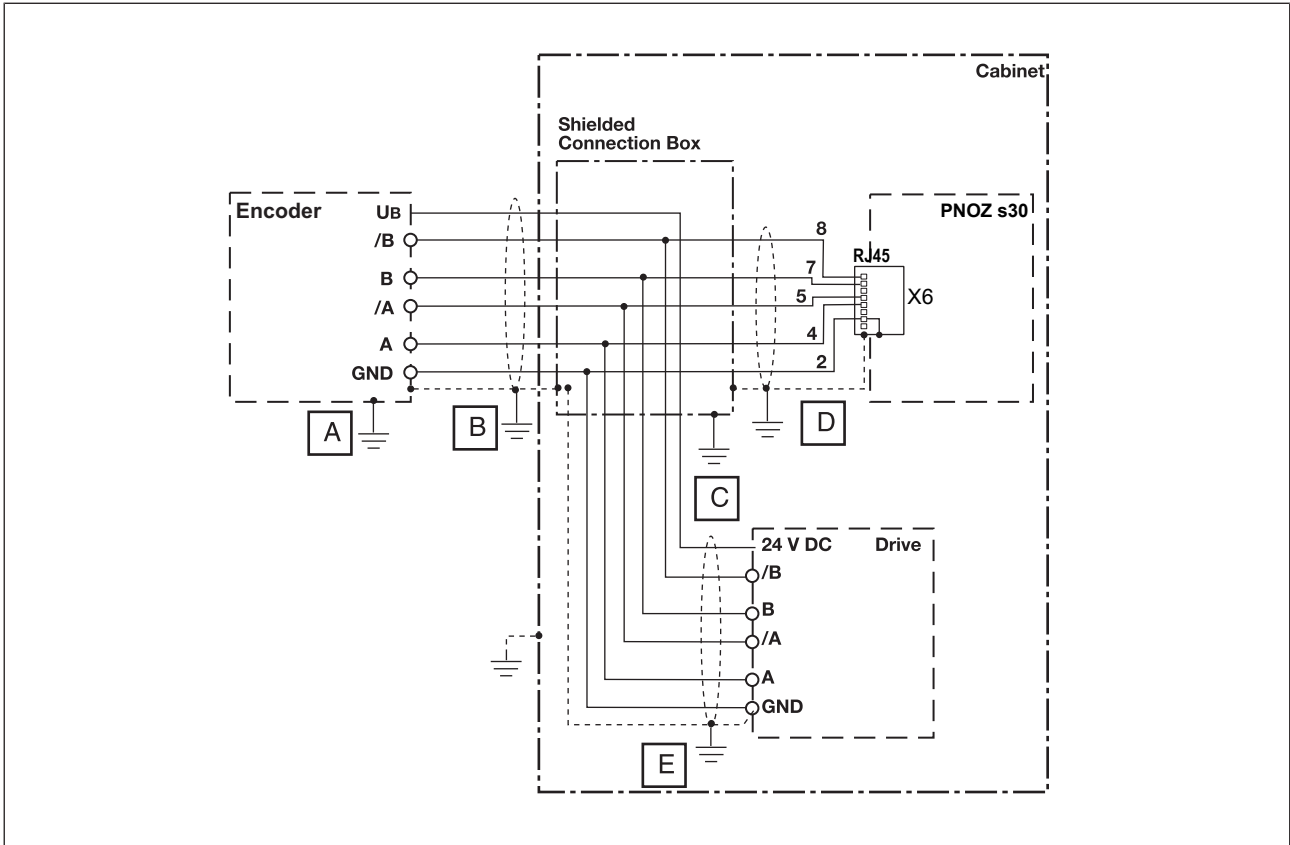 Cabinet
Shielded
Connection Box
Encoder
UB
/B
B
/A
A
GND
PNOZ s30
8
7
5
4
2
RJ45
X6
A
B
C
D
24 V DC
Drive
/B
B
/A
A
GND
E